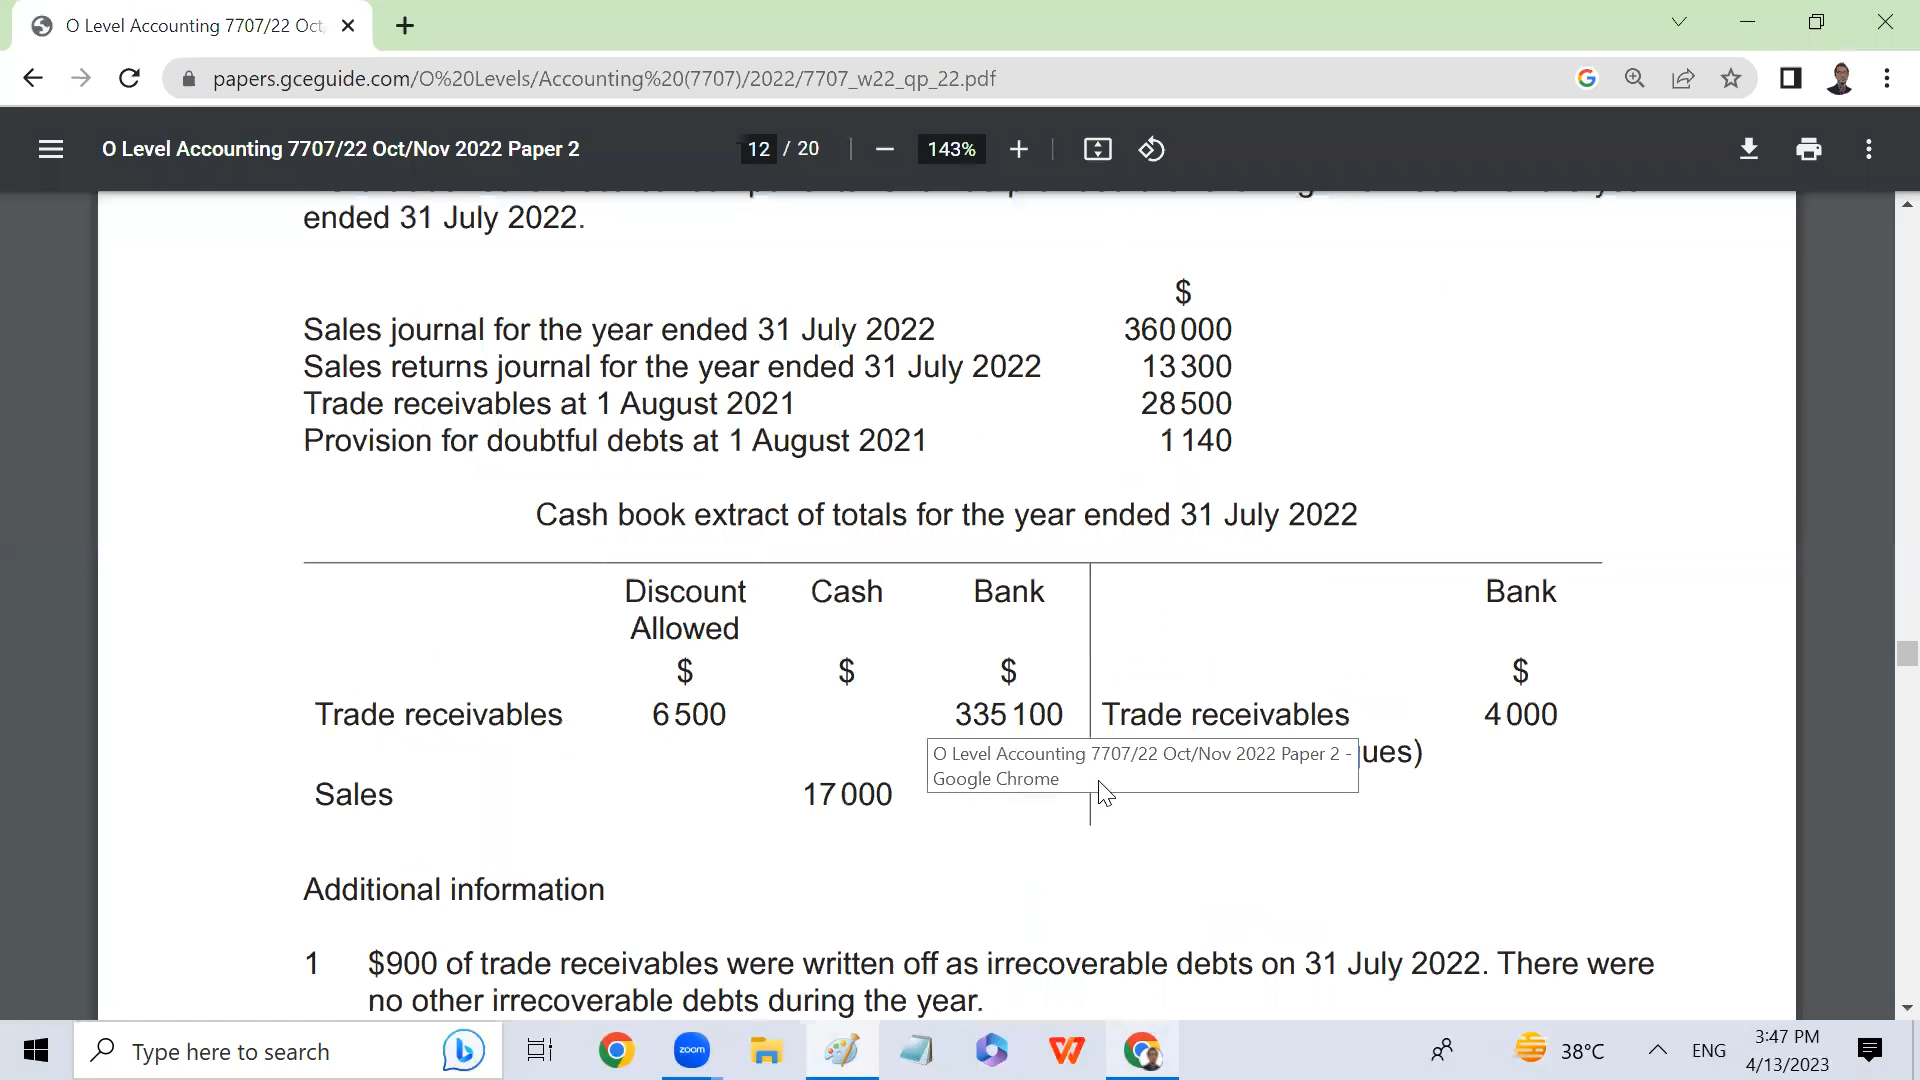 O Level Accounting 7707/22 Oct
papers.gceguide.com/O%20Levels/Accounting%20(7707)/2022/7707_w22_qp_22.pdf
O Level Accounting 7707/22 Oct/Nov 2022 Paper 2
12 / 20
143%
ended 31 July 2022.
$
Sales journal for the year ended 31 July 2022 360 000
Sales returns journal for the year ended 31 July 2022 13 300
Trade receivables at 1 August 2021 28 500
Provision for doubtful debts at 1 August 2021 1 140
Cash book extract of totals for the year ended 31 July 2022
Discount Cash Bank Bank
Allowed
$ $ $ $
Trade receivables 6 500 335 100 Trade receivables 4 000
ues)
O Level Accounting 7707/22 Oct/Nov 2022 Paper 2 -
Google Chrome
Sales 17 000
Additional information
1 $900 of trade receivables were written off as irrecoverable debts on 31 July 2022. There were
no other irrecoverable debts during the year.
Type here to search
zoom
38°C
ENG
3:47 PM
4/13/2023